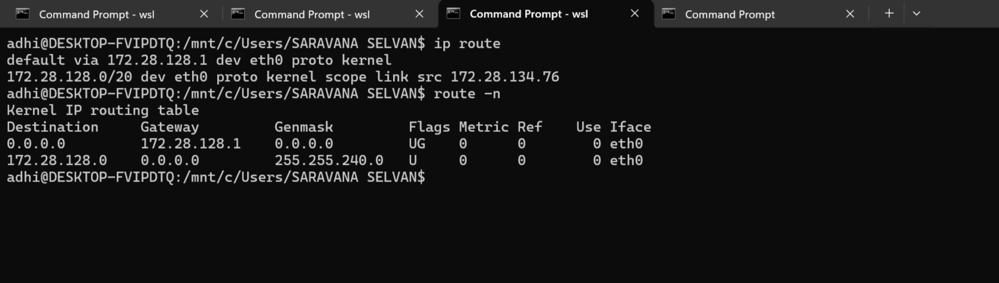 Command Prompt - wsl Command Prompt - wsl Command Prompt - wsl Command Prompt
adhi@DESKTOP-FVIPDTQ:/mnt/c/Users/SARAVANA SELVAN$ ip route
default via 172.28.128.1 dev eth0 proto kernel
172.28.128.0/20 dev eth0 proto kernel scope link src 172.28.134.76
adhi@DESKTOP-FVIPDTQ:/mnt/c/Users/SARAVANA SELVAN$ route -n
Kernel IP routing table
Destination     Gateway         Genmask         Flags Metric Ref    Use Iface
0.0.0.0         172.28.128.1    0.0.0.0         UG    0      0        0 eth0
172.28.128.0    0.0.0.0         255.255.240.0   U     0      0        0 eth0
adhi@DESKTOP-FVIPDTQ:/mnt/c/Users/SARAVANA SELVAN$